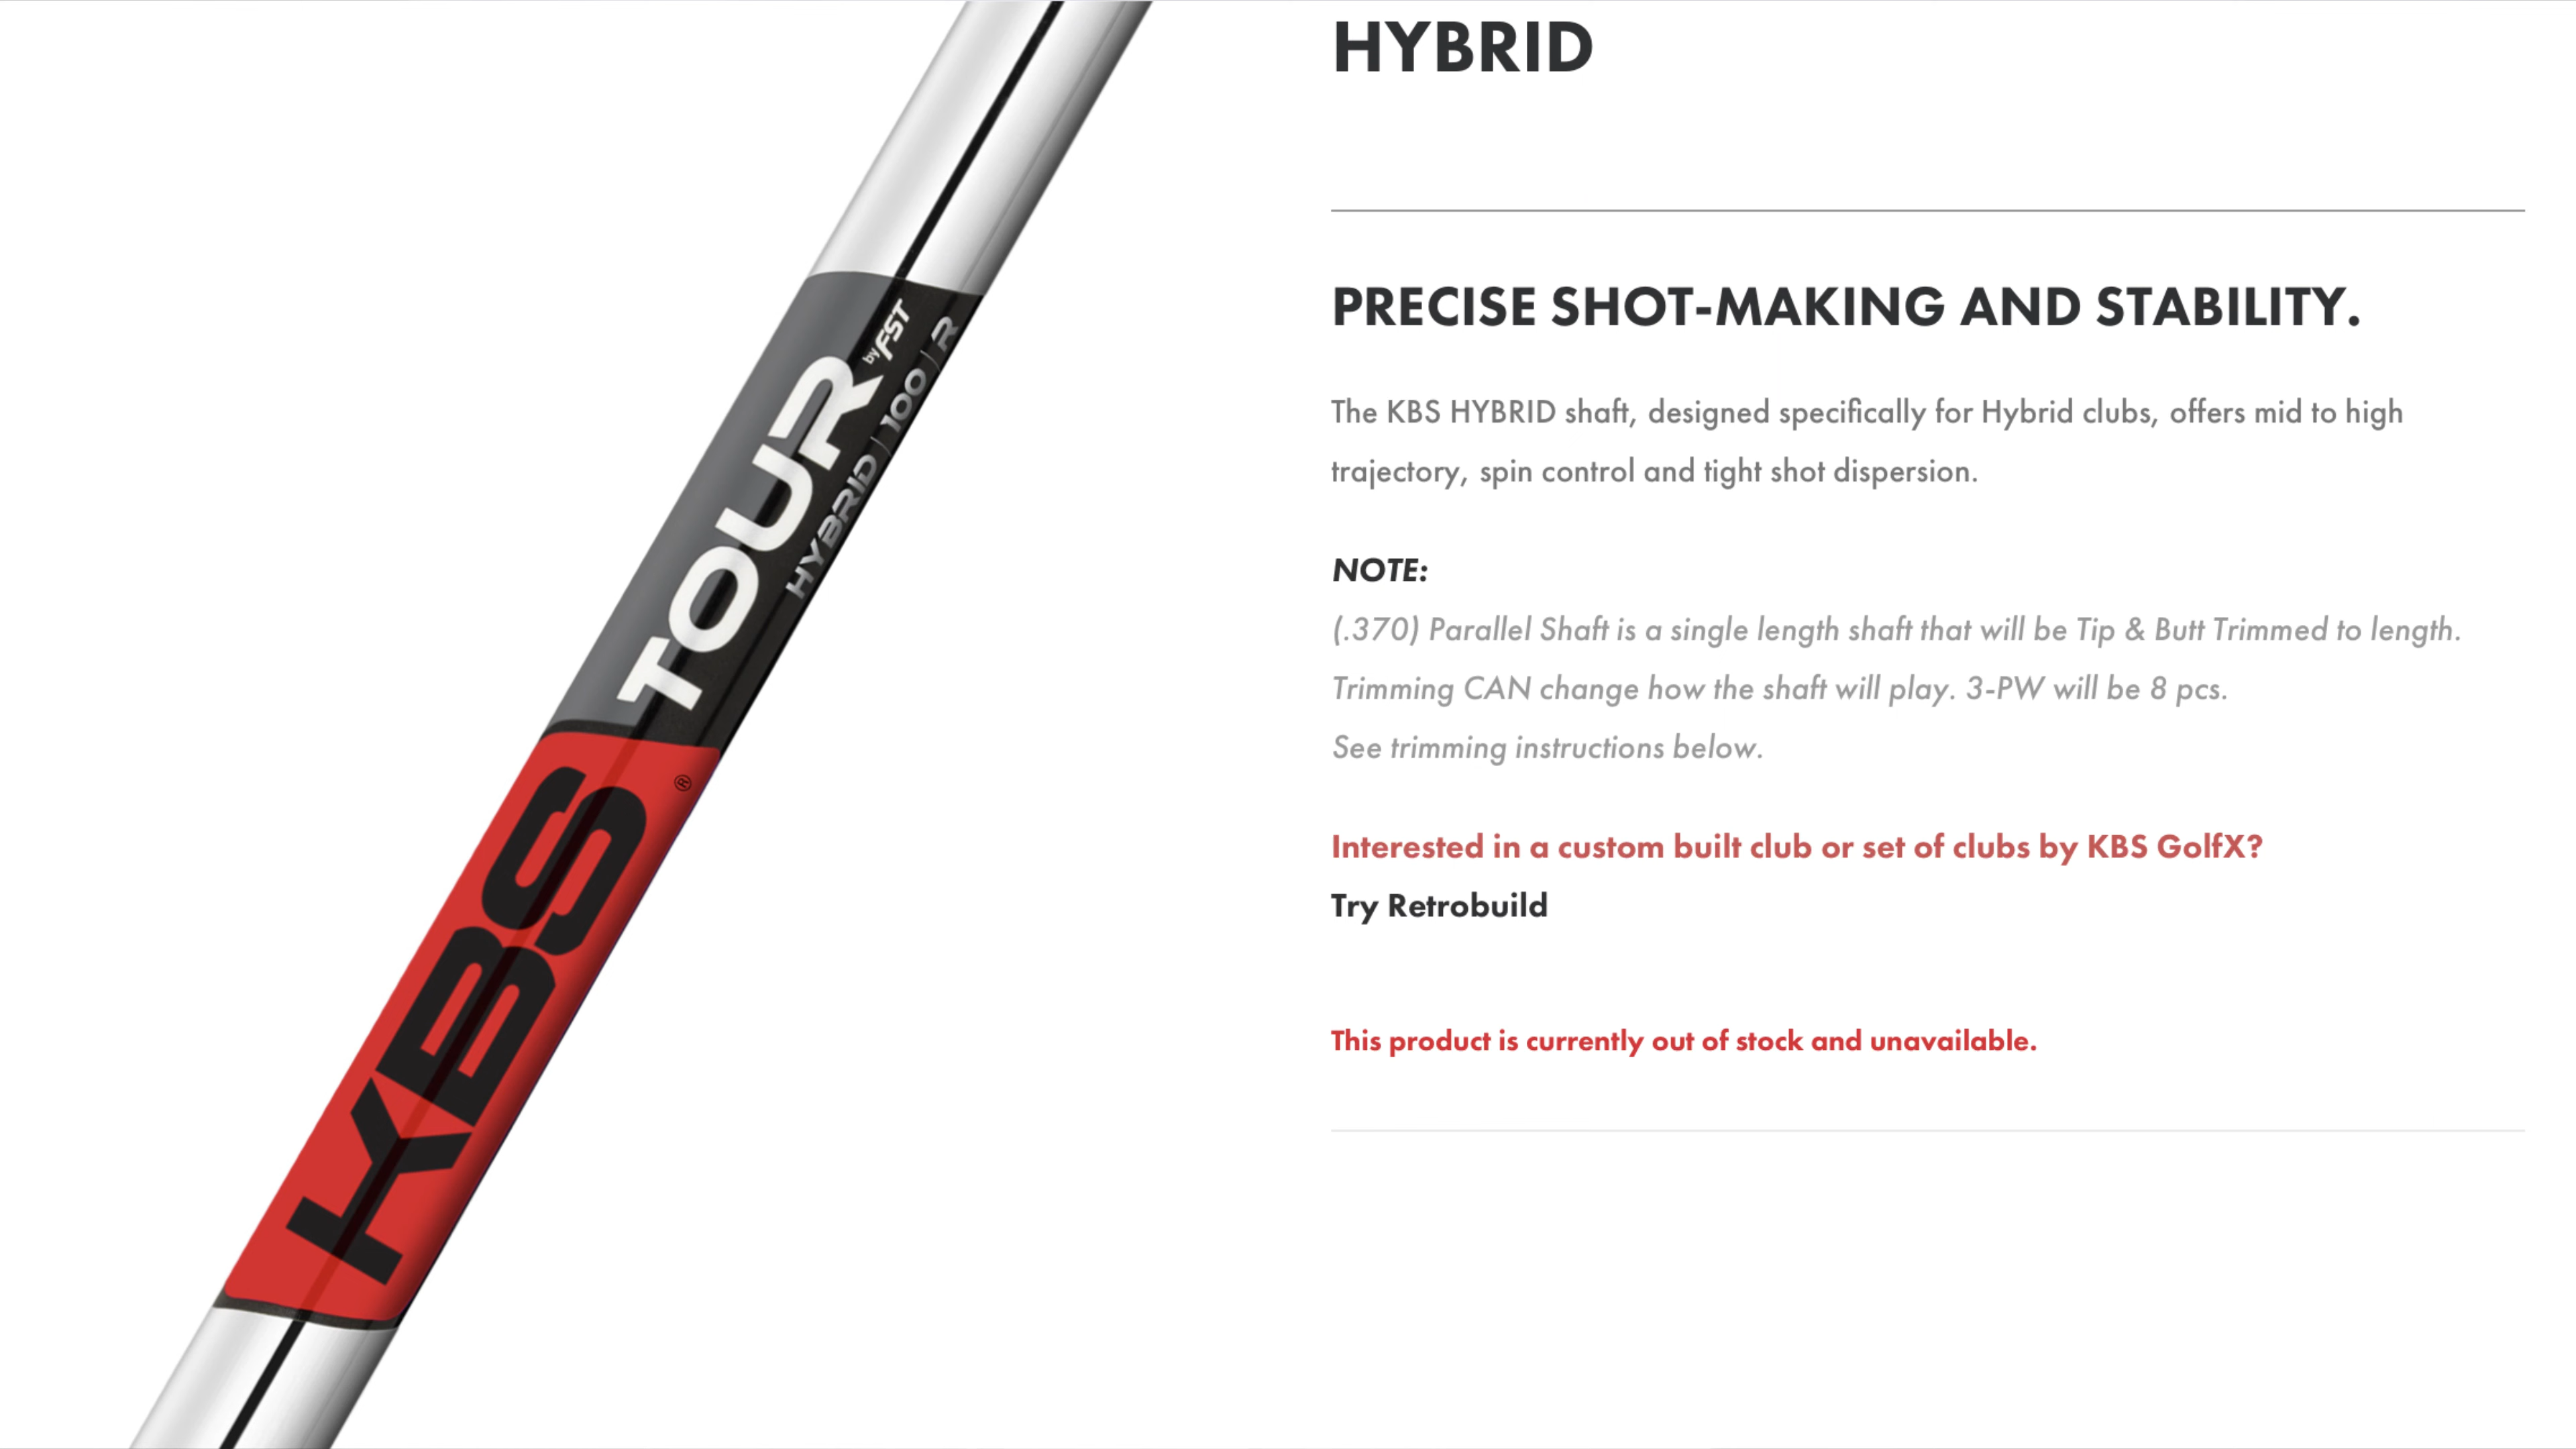 HYBRID
PRECISE SHOT-MAKING AND STABILITY.
The KBS HYBRID shaft, designed specifically for Hybrid clubs, offers mid to high
trajectory, spin control and tight shot dispersion.
NOTE:
(.370) Parallel Shaft is a single length shaft that will be Tip & Butt Trimmed to length.
Trimming CAN change how the shaft will play. 3-PW will be 8 pcs.
See trimming instructions below.
Interested in a custom built club or set of clubs by KBS GolfX?
Try Retrobuild
This product is currently out of stock and unavailable.
KBS®
TOUR
by FST
HYBRID | 100 | R